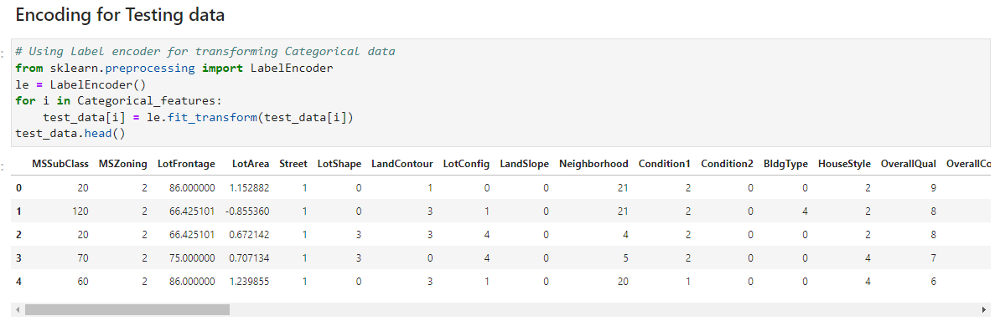 Encoding for Testing data
:
# Using Label encoder for transforming Categorical data
from sklearn.preprocessing import LabelEncoder
le = LabelEncoder()
for i in Categorical_features:
    test_data[i] = le.fit_transform(test_data[i])
test_data.head()
:
MSSubClass MSZoning LotFrontage LotArea Street LotShape LandContour LotConfig LandSlope Neighborhood Condition1 Condition2 BldgType HouseStyle OverallQual OverallCo
0 20 2 86.000000 1.152882 1 0 1 0 0 21 2 0 0 2 9
1 120 2 66.425101 -0.855360 1 0 3 1 0 21 2 0 4 2 8
2 20 2 66.425101 0.672142 1 3 3 4 0 4 2 0 0 2 8
3 70 2 75.000000 0.707134 1 3 0 4 0 5 2 0 0 4 7
4 60 2 86.000000 1.239855 1 0 3 1 0 20 1 0 0 4 6